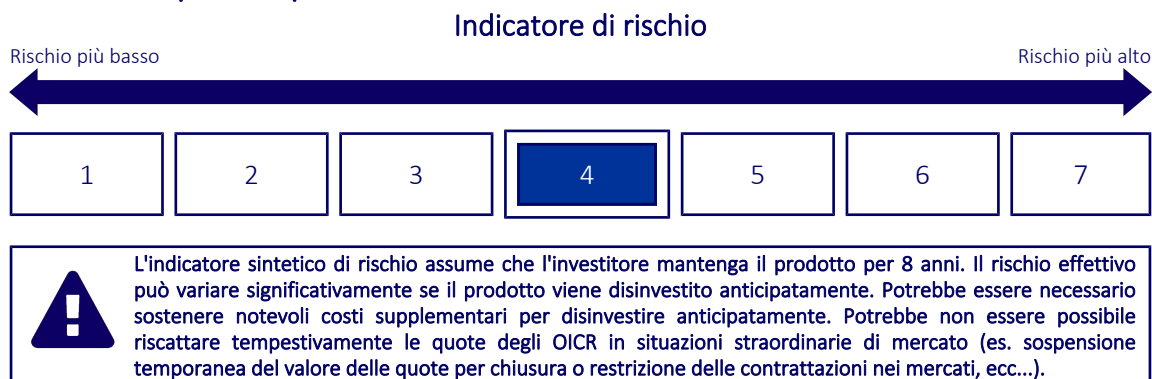 Indicatore di rischio
Rischio più basso
Rischio più alto
1
2
3
4
5
6
7
L'indicatore sintetico di rischio assume che l'investitore mantenga il prodotto per 8 anni. Il rischio effettivo
può variare significativamente se il prodotto viene disinvestito anticipatamente. Potrebbe essere necessario
sostenere notevoli costi supplementari per disinvestire anticipatamente. Potrebbe non essere possibile
riscattare tempestivamente le quote degli OICR in situazioni straordinarie di mercato (es. sospensione
temporanea del valore delle quote per chiusura o restrizione delle contrattazioni nei mercati, ecc...).